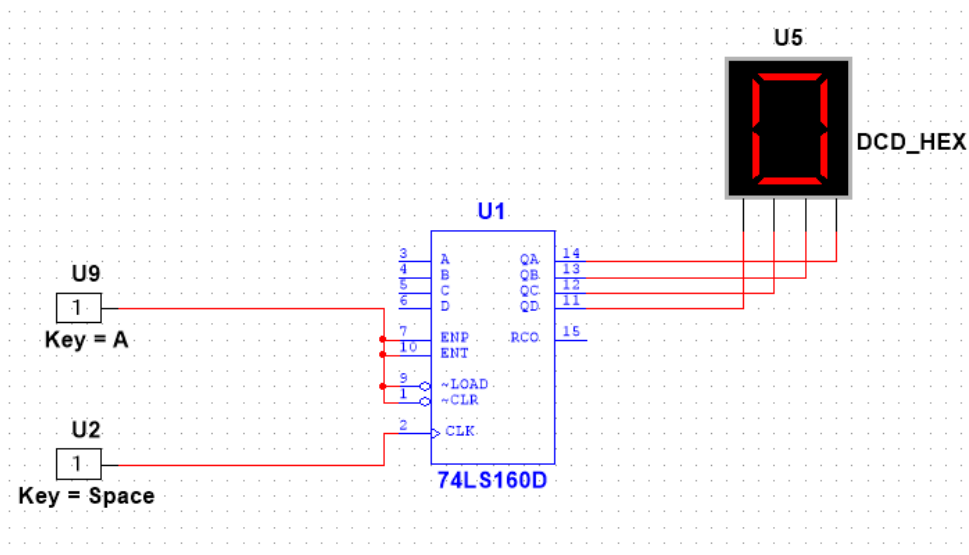 U5
DCD_HEX
U1
3 A QA 14
4 B QB 13
5 C QC 12
6 D QD 11
U9
1
Key = A
7 ENP RCO 15
10 ENT
9 ~LOAD
1 ~CLR
U2
2 CLK
1
74LS160D
Key = Space